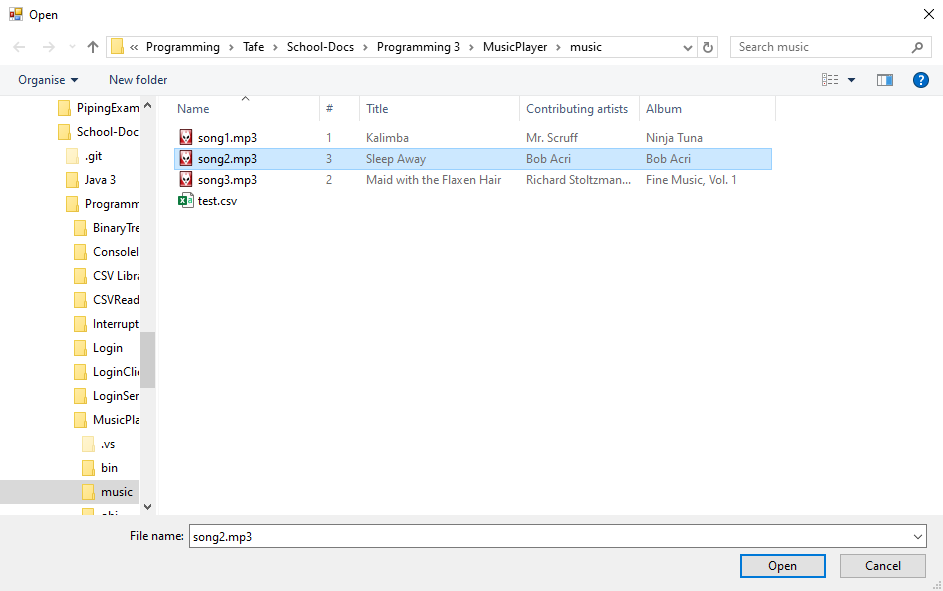 Open
« Programming > Tafe > School-Docs > Programming 3 > MusicPlayer > music
Search music
Organise
New folder
?
PipingExam
School-Doc
.git
Java 3
Programm
BinaryTre
Consolel
CSV Libra
CSVRead
Interrupt
Login
LoginClie
LoginSer
MusicPla
.vs
bin
music
obj
Name # Title Contributing artists Album
song1.mp3 1 Kalimba Mr. Scruff Ninja Tuna
song2.mp3 3 Sleep Away Bob Acri Bob Acri
song3.mp3 2 Maid with the Flaxen Hair Richard Stoltzman... Fine Music, Vol. 1
test.csv
File name: song2.mp3
Open Cancel